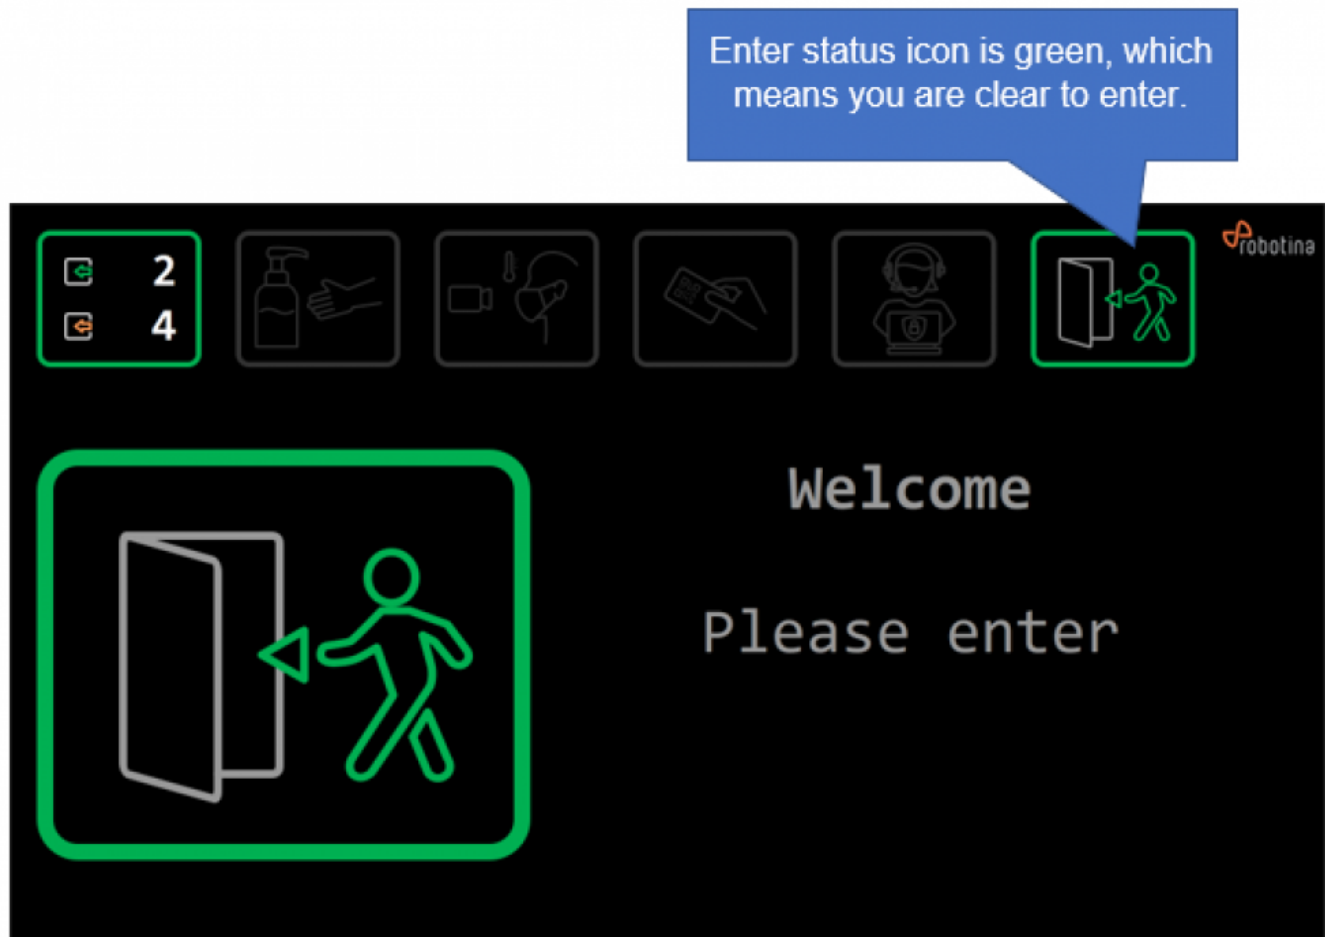 Enter status icon is green, which
means you are clear to enter.
2
4
robotina
Welcome
Please enter